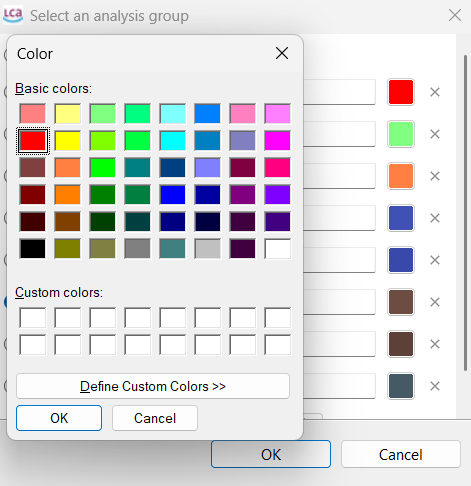 LCA
Select an analysis group
Color
Basic colors:
Custom colors:
Define Custom Colors >>
OK
Cancel
OK
Cancel